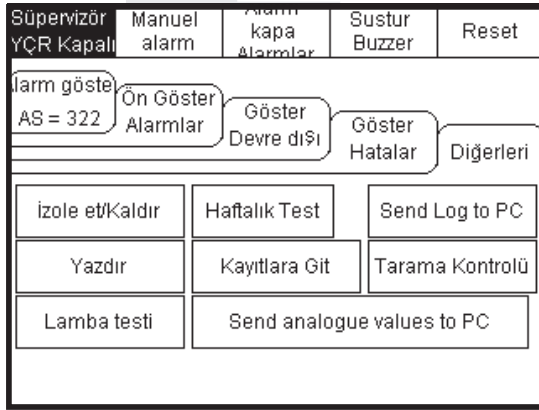 Süpervizör
YÇR Kapalı
Manuel
alarm
Alarm
kapa
Alarmlar
Sustur
Buzzer
Reset
larm göste
AS = 322
Ön Göster
Alarmlar
Göster
Devre dışı
Göster
Hatalar
Diğerleri
İzole et/Kaldır
Haftalık Test
Send Log to PC
Yazdır
Kayıtlara Git
Tarama Kontrolü
Lamba testi
Send analogue values to PC